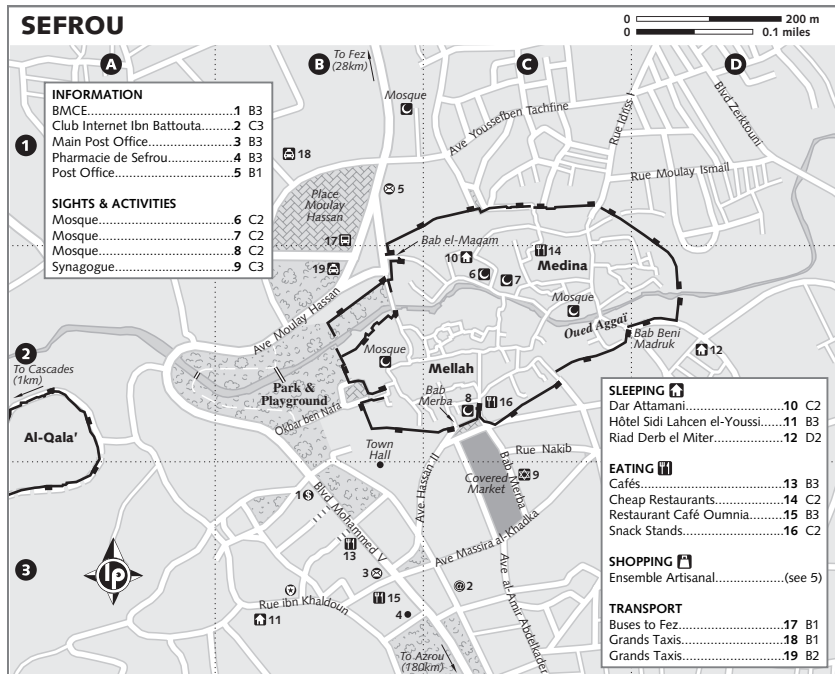 SEFROU
0 200 m
0 0.1 miles
A
B
C
D
1
2
3
To Fez
(28km)
INFORMATION
BMCE 1 B3
Club Internet Ibn Battouta 2 C3
Main Post Office 3 B3
Pharmacie de Sefrou 4 B3
Post Office 5 B1
SIGHTS & ACTIVITIES
Mosque 6 C2
Mosque 7 C2
Mosque 8 C2
Synagogue 9 C3
Mosque
18
5
Place
Moulay
Hassan
17
19
Ave Youssefben Tachfine
Rue Idriss I
Blvd Zerktouni
Rue Moulay Ismail
Bab el-Maqam
10
14
Medina
6
7
Mosque
Oued Aggaï
Bab Beni
Madruk
12
Ave Moulay Hassan
To Cascades
(1km)
Mosque
Mellah
Park &
Playground
Bab
Merba
8
16
Okbar ben Nafa
Al-Qala'
Town
Hall
Ave Hassan II
Rue Nakib
Covered
Market
Bab Merba
9
1
Blvd Mohammed V
13
Ave Massira al-Khadka
3
2
15
4
Rue ibn Khaldoun
11
Ave al-Amir Abdelkader
To Azrou
(180km)
lp
SLEEPING
Dar Attamani 10 C2
Hôtel Sidi Lahcen el-Youssi 11 B3
Riad Derb el Miter 12 D2
EATING
Cafés 13 B3
Cheap Restaurants 14 C2
Restaurant Café Oumnia 15 B3
Snack Stands 16 C2
SHOPPING
Ensemble Artisanal (see 5)
TRANSPORT
Buses to Fez 17 B1
Grands Taxis 18 B1
Grands Taxis 19 B2